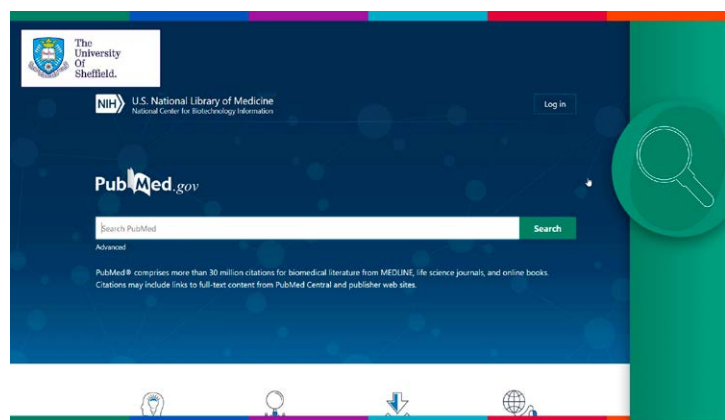 The
University
Of
Sheffield.
NIH
U.S. National Library of Medicine
National Center for Biotechnology Information
Log in
PubMed.gov
Search PubMed
Search
Advanced
PubMed® comprises more than 30 million citations for biomedical literature from MEDLINE, life science journals, and online books.
Citations may include links to full-text content from PubMed Central and publisher web sites.